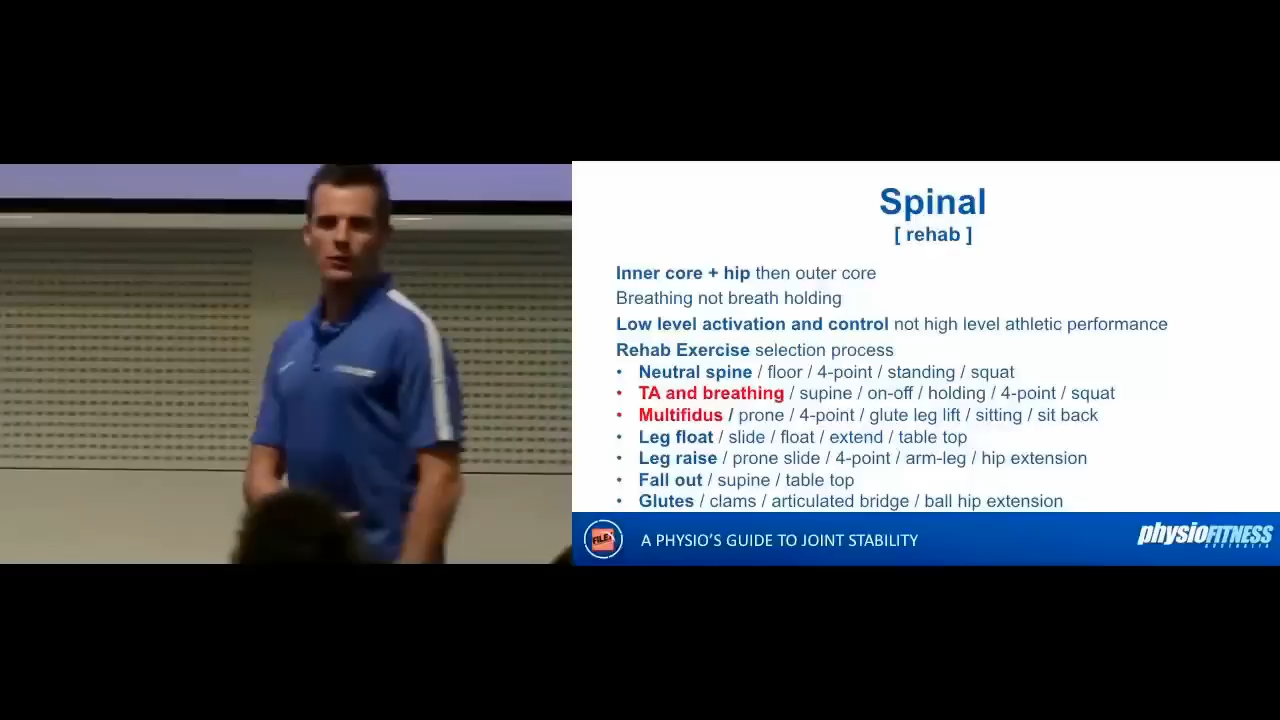 Spinal
[ rehab ]
Inner core + hip then outer core
Breathing not breath holding
Low level activation and control not high level athletic performance
Rehab Exercise selection process
• Neutral spine / floor / 4-point / standing / squat
• TA and breathing / supine / on-off / holding / 4-point / squat
• Multifidus / prone / 4-point / glute leg lift / sitting / sit back
• Leg float / slide / float / extend / table top
• Leg raise / prone slide / 4-point / arm-leg / hip extension
• Fall out / supine / table top
• Glutes / clams / articulated bridge / ball hip extension
FILEX
A PHYSIO'S GUIDE TO JOINT STABILITY
physioFITNESS
AUSTRALIA